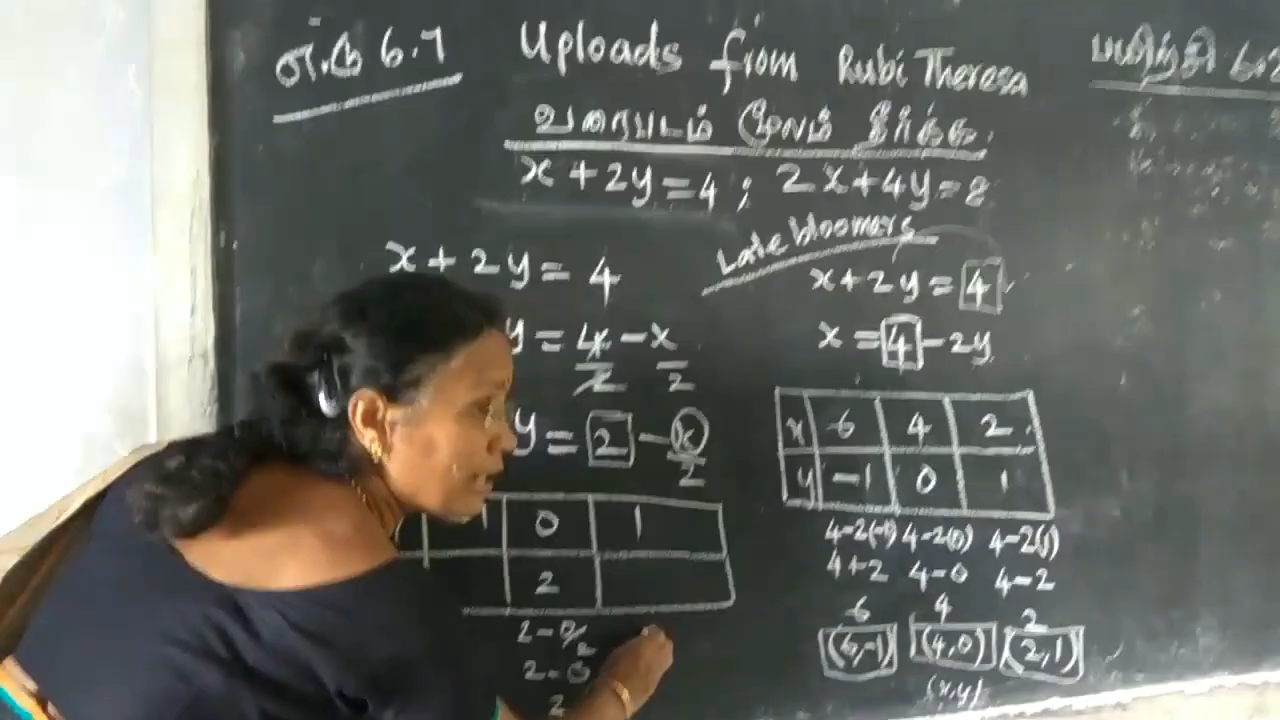 எ.கா 6.7
Uploads from Rubi Theresa
பயிற்சி 6.2
வரைபடம் மூலம் தீர்க்க.
x + 2y = 4 ; 2x + 4y = 8
Late bloomers
x + 2y = 4
y = 4/2 - x/2
y = 2 - x/2
1 0 1
2
2-0/2
2-0
2
x + 2y = 4
x = 4 - 2y
x 6 4 2
y -1 0 1
4-2(-1) 4-2(0) 4-2(1)
4+2 4-0 4-2
6 4 2
(6,-1) (4,0) (2,1)
(x,y)